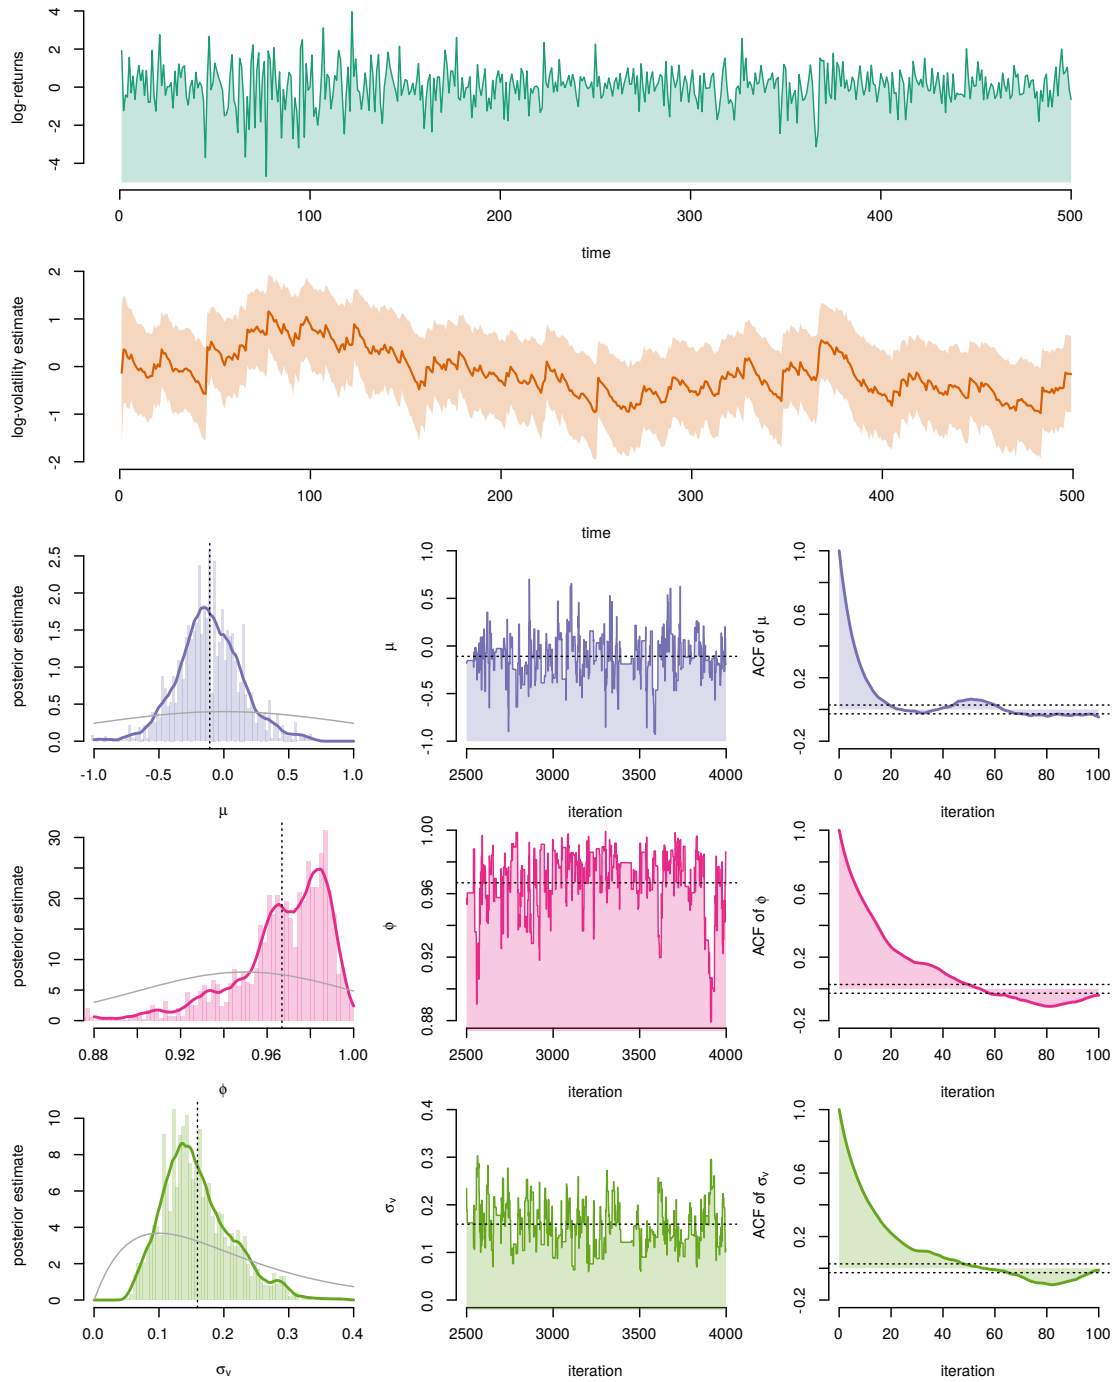 log-returns
4
2
0
-2
-4
0 100 200 300 400 500
time
log-volatility estimate
2
1
0
-1
-2
0 100 200 300 400 500
time
posterior estimate
2.5
2.0
1.5
1.0
0.5
0.0
-1.0 -0.5 0.0 0.5 1.0
μ
μ
1.0
0.5
0.0
-0.5
-1.0
2500 3000 3500 4000
iteration
ACF of μ
1.0
0.6
0.2
-0.2
0 20 40 60 80 100
iteration
posterior estimate
30
20
10
5
0
0.88 0.92 0.96 1.00
ϕ
ϕ
1.00
0.96
0.92
0.88
2500 3000 3500 4000
iteration
ACF of ϕ
1.0
0.6
0.2
-0.2
0 20 40 60 80 100
iteration
posterior estimate
10
8
6
4
2
0
0.0 0.1 0.2 0.3 0.4
σv
σv
0.4
0.3
0.2
0.1
0.0
2500 3000 3500 4000
iteration
ACF of σv
1.0
0.6
0.2
-0.2
0 20 40 60 80 100
iteration